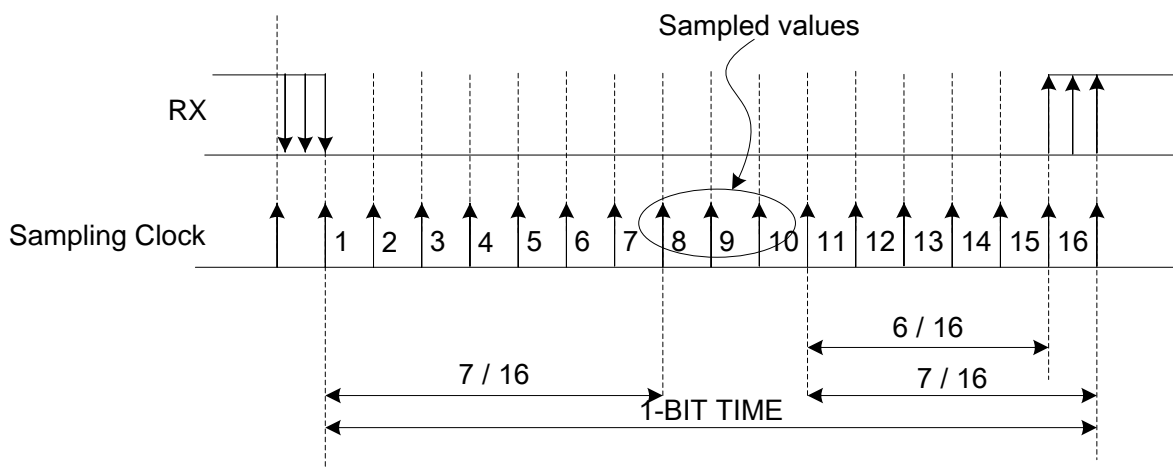 Sampled values
RX
Sampling Clock
1 2 3 4 5 6 7 8 9 10 11 12 13 14 15 16
6 / 16
7 / 16
7 / 16
1-BIT TIME